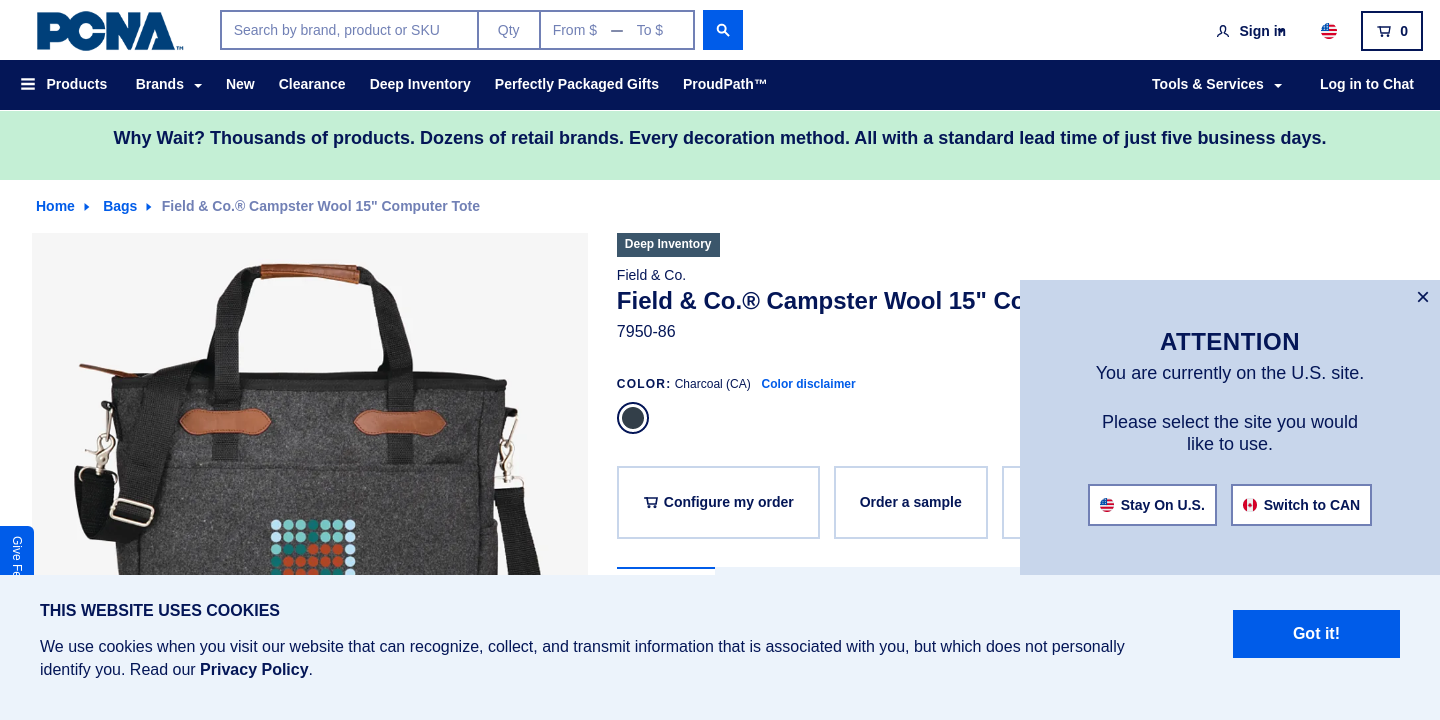 PCNA™
Search by brand, product or SKU
Qty
From $ — To $
Sign in
0
Products
Brands
New
Clearance
Deep Inventory
Perfectly Packaged Gifts
ProudPath™
Tools & Services
Log in to Chat
Why Wait? Thousands of products. Dozens of retail brands. Every decoration method. All with a standard lead time of just five business days.
Home
Bags
Field & Co.® Campster Wool 15" Computer Tote
Deep Inventory
Field & Co.
Field & Co.® Campster Wool 15"
7950-86
COLOR: Charcoal (CA) Color disclaimer
Configure my order
Order a sample
×
ATTENTION
You are currently on the U.S. site.
Please select the site you would
like to use.
Stay On U.S.
Switch to CAN
Give
THIS WEBSITE USES COOKIES
We use cookies when you visit our website that can recognize, collect, and transmit information that is associated with you, but which does not personally
identify you. Read our Privacy Policy.
Got it!